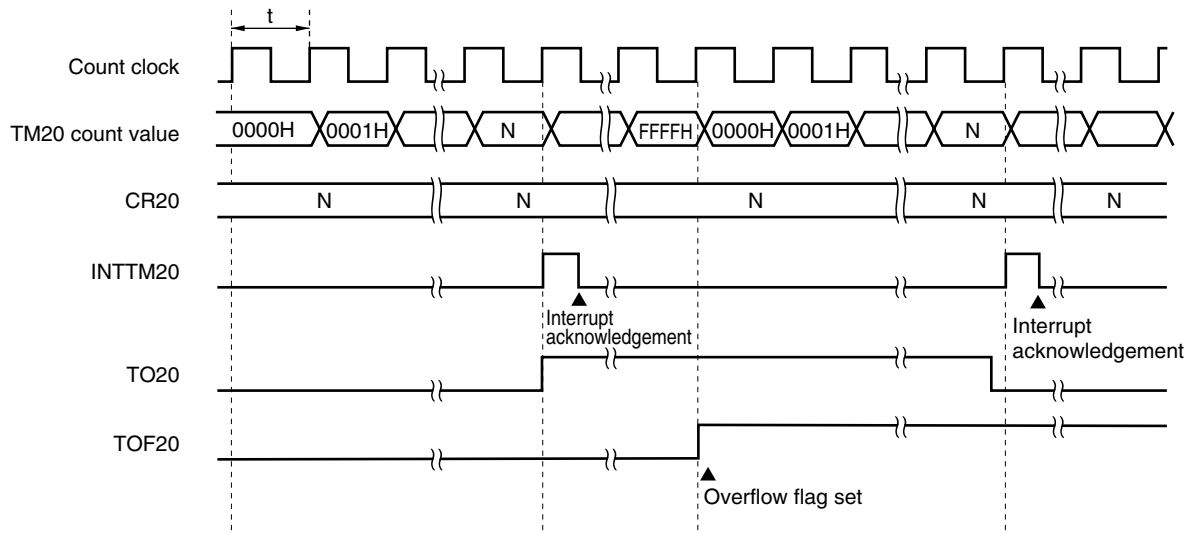 t
Count clock
TM20 count value
0000H
0001H
N
FFFFH
0000H
0001H
N
CR20
N
N
N
N
N
INTTM20
Interrupt
acknowledgement
Interrupt
acknowledgement
TO20
TOF20
Overflow flag set